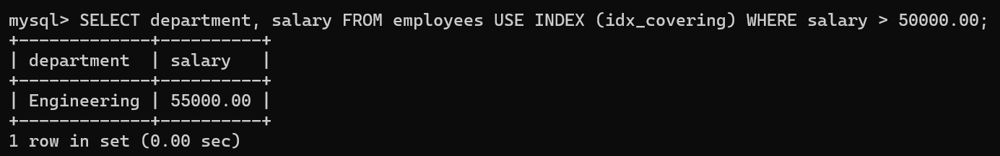 mysql> SELECT department, salary FROM employees USE INDEX (idx_covering) WHERE salary > 50000.00;
+-------------+----------+
| department  | salary   |
+-------------+----------+
| Engineering | 55000.00 |
+-------------+----------+
1 row in set (0.00 sec)